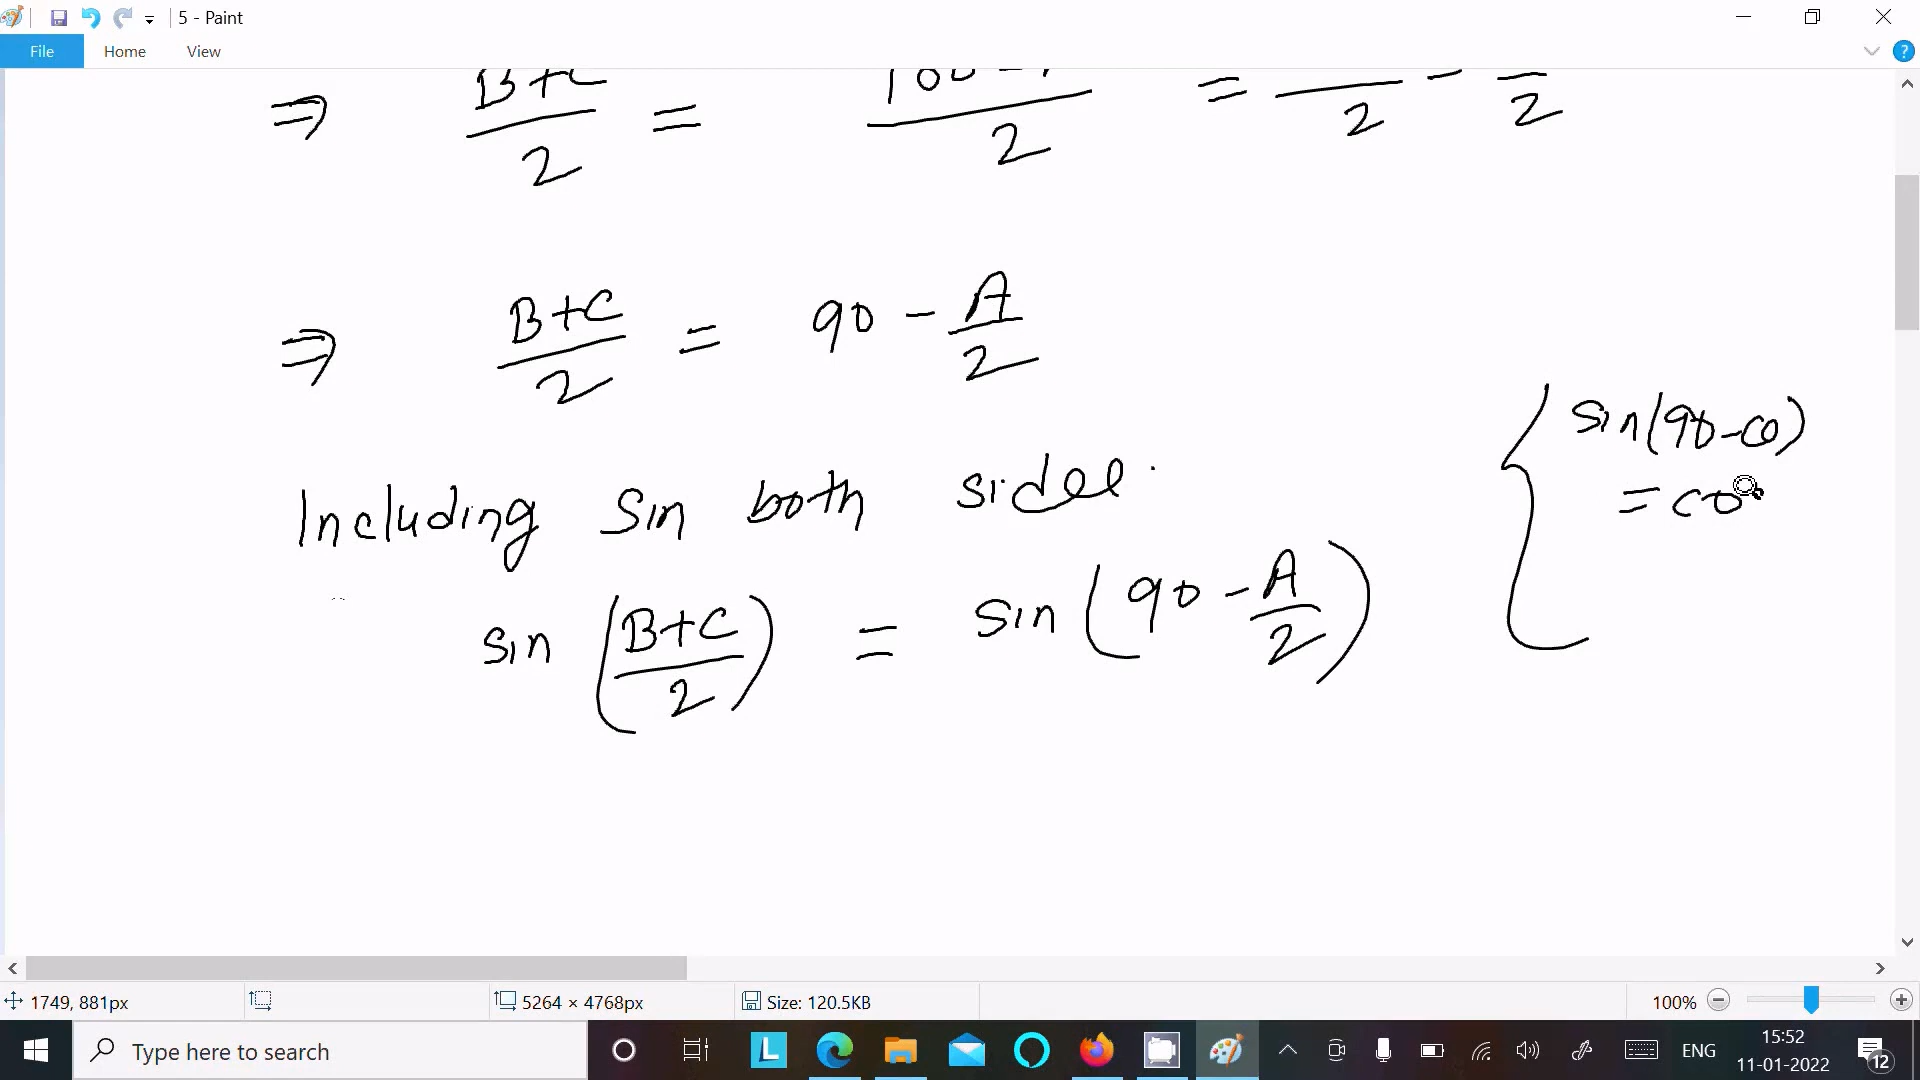 5 - Paint
File Home View
⇒ B+C/2 = 180-A/2 = /2 - /2
⇒ B+C/2 = 90 - A/2
sin(90-θ)
= co
Including sin both sides.
sin (B+C/2) = sin (90 - A/2)
1749, 881px 5264 × 4768px Size: 120.5KB 100%
Type here to search
L
ENG
15:52
11-01-2022
12